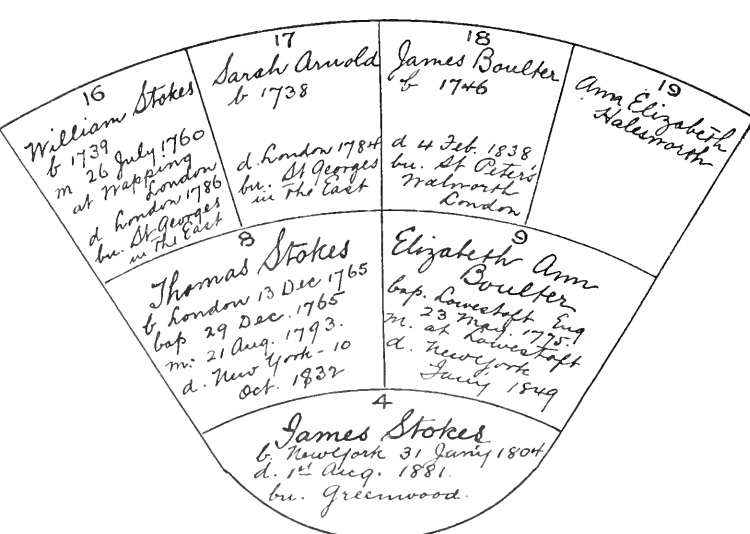 16
William Stokes
b 1739
m 26 July 1760
at Wapping
London
d London 1786
bu. St Georges
in the East
17
Sarah Arnold
b 1738
d. London 1784
bu. St Georges
in the East
18
James Boulter
b 1746
d 4 Feb. 1838
bu. St Peter's
Walworth
London
19
Ann Elizabeth
Halesworth
8
Thomas Stokes
b London 13 Dec 1765
bap 29 Dec. 1765
m: 21 Aug. 1793.
d. New York - 10
Oct. 1832
9
Elizabeth Ann
Boulter
bap. Lowestoft Eng
23 May. 1775.
m. at Lowestoft
d. New York
1849
4
James Stokes
b. New York 31 Jan'y 1804
d. 1st Aug. 1881.
bu. Greenwood.